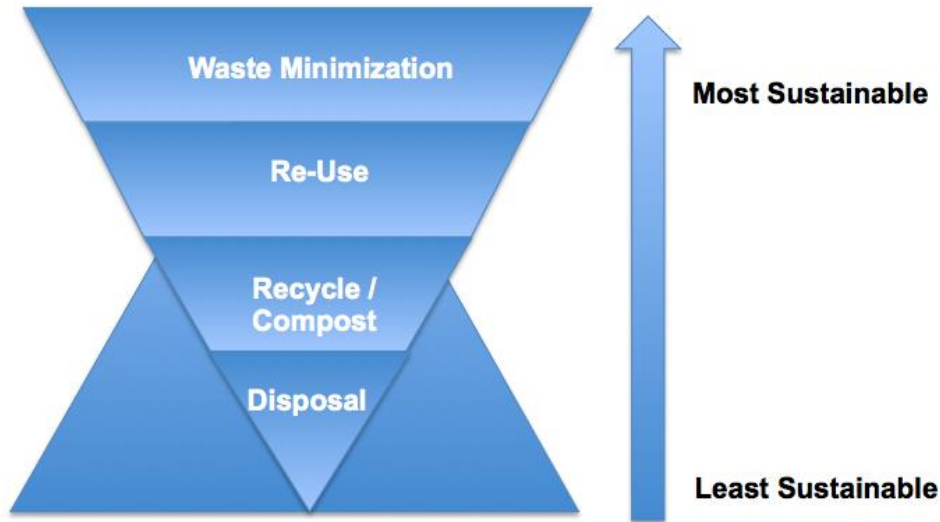 Waste Minimization
Most Sustainable
Re-Use
Recycle /
Compost
Disposal
Least Sustainable